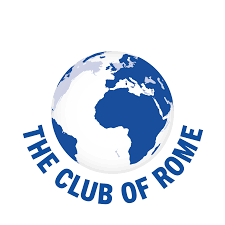 THE CLUB OF ROME